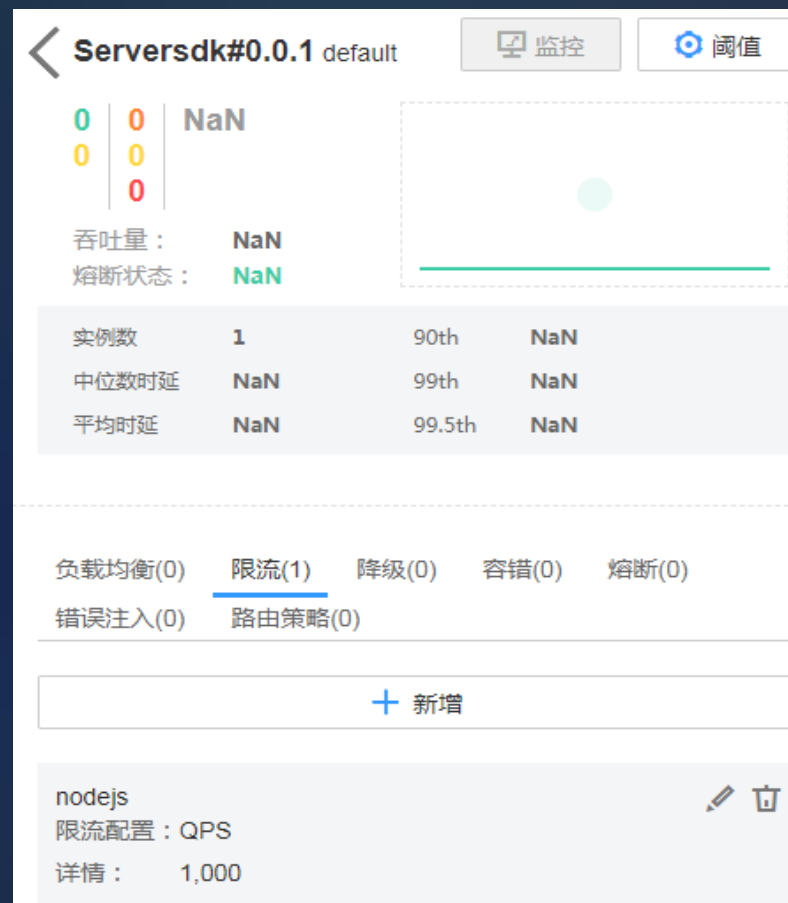 Serversdk#0.0.1 default 监控 阈值
0 0 NaN
0 0
0
吞吐量： NaN
熔断状态： NaN
实例数 1 90th NaN
中位数时延 NaN 99th NaN
平均时延 NaN 99.5th NaN
负载均衡(0) 限流(1) 降级(0) 容错(0) 熔断(0)
错误注入(0) 路由策略(0)
新增
nodejs
限流配置：QPS
详情： 1,000